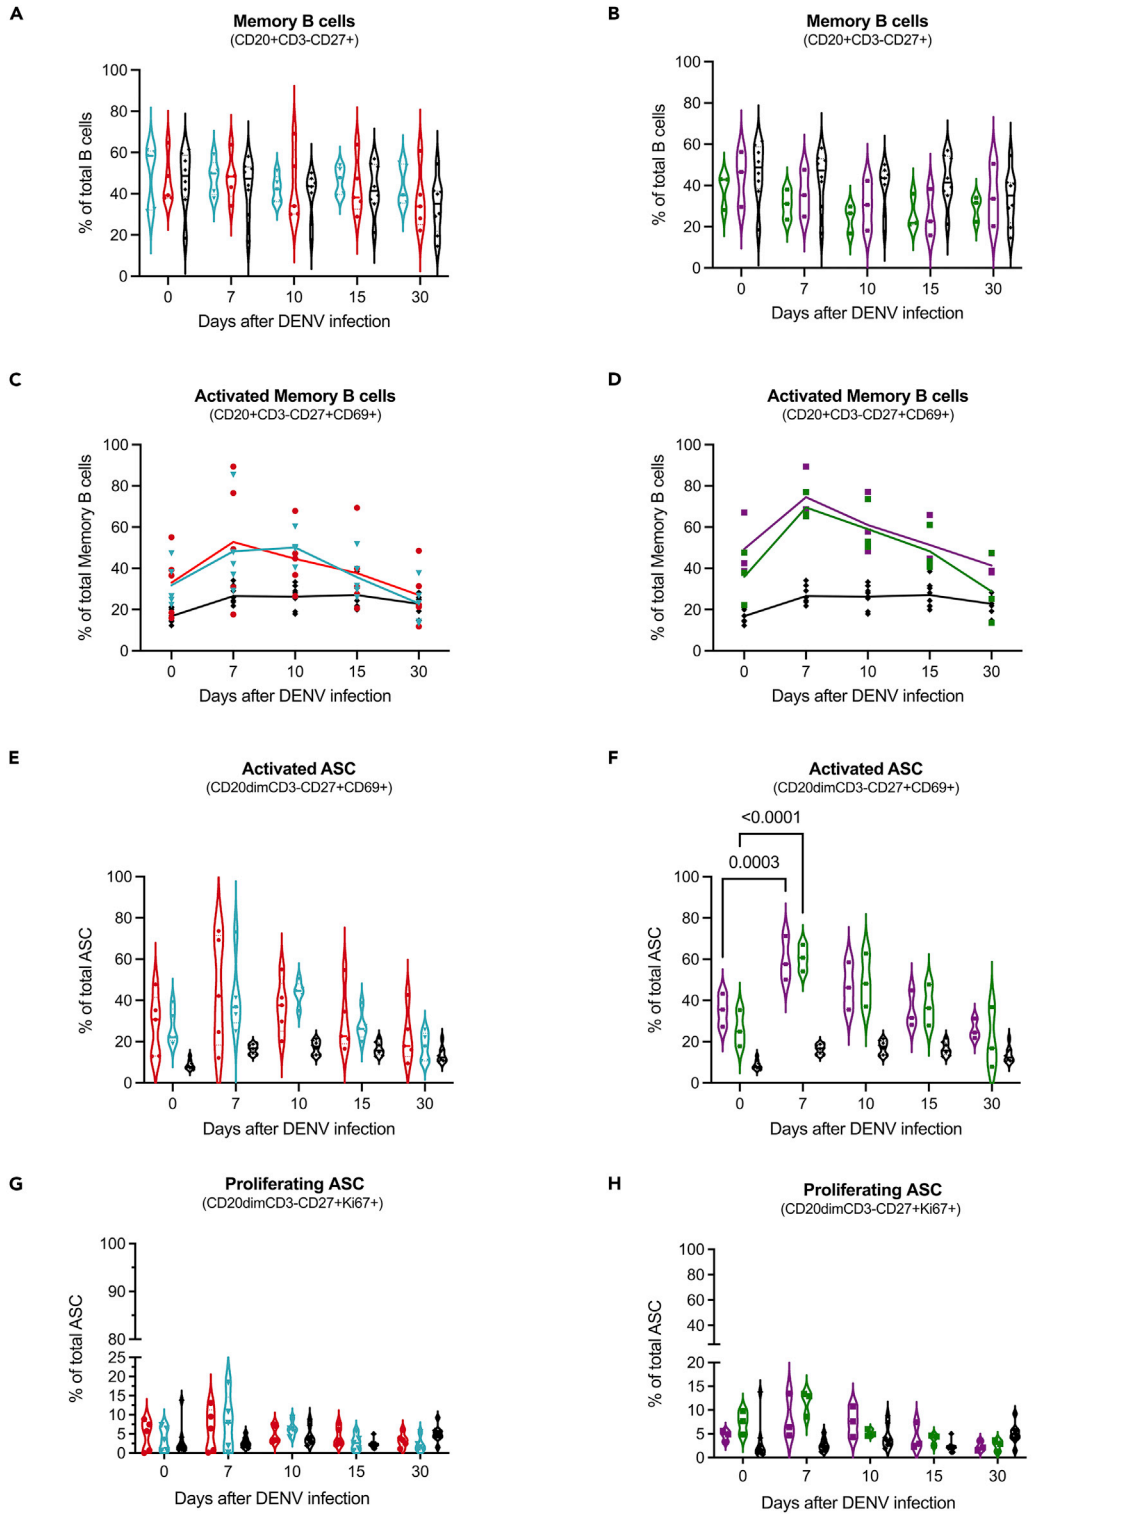 A
Memory B cells
(CD20+CD3-CD27+)
% of total B cells
100
80
60
40
20
0
0 7 10 15 30
Days after DENV infection
B
Memory B cells
(CD20+CD3-CD27+)
% of total B cells
100
80
60
40
20
0
0 7 10 15 30
Days after DENV infection
C
Activated Memory B cells
(CD20+CD3-CD27+CD69+)
% of total Memory B cells
100
80
60
40
20
0
0 7 10 15 30
Days after DENV infection
D
Activated Memory B cells
(CD20+CD3-CD27+CD69+)
% of total Memory B cells
100
80
60
40
20
0
0 7 10 15 30
Days after DENV infection
E
Activated ASC
(CD20dimCD3-CD27+CD69+)
% of total ASC
100
80
60
40
20
0
0 7 10 15 30
Days after DENV infection
F
Activated ASC
(CD20dimCD3-CD27+CD69+)
<0.0001
0.0003
% of total ASC
100
80
60
40
20
0
0 7 10 15 30
Days after DENV infection
G
Proliferating ASC
(CD20dimCD3-CD27+Ki67+)
% of total ASC
100
90
80
25
20
15
10
5
0
0 7 10 15 30
Days after DENV infection
H
Proliferating ASC
(CD20dimCD3-CD27+Ki67+)
% of total ASC
100
80
60
40
20
15
10
5
0
0 7 10 15 30
Days after DENV infection